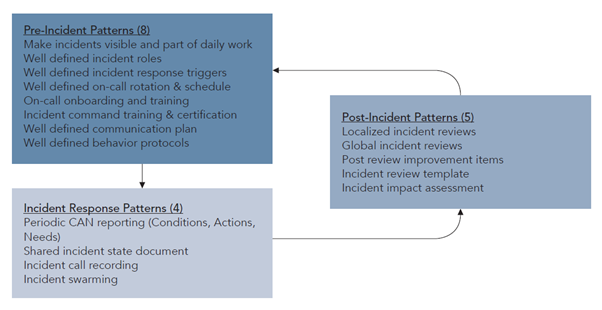 Pre-Incident Patterns (8)
Make incidents visible and part of daily work
Well defined incident roles
Well defined incident response triggers
Well defined on-call rotation & schedule
On-call onboarding and training
Incident command training & certification
Well defined communication plan
Well defined behavior protocols
Incident Response Patterns (4)
Periodic CAN reporting (Conditions, Actions,
Needs)
Shared incident state document
Incident call recording
Incident swarming
Post-Incident Patterns (5)
Localized incident reviews
Global incident reviews
Post review improvement items
Incident review template
Incident impact assessment